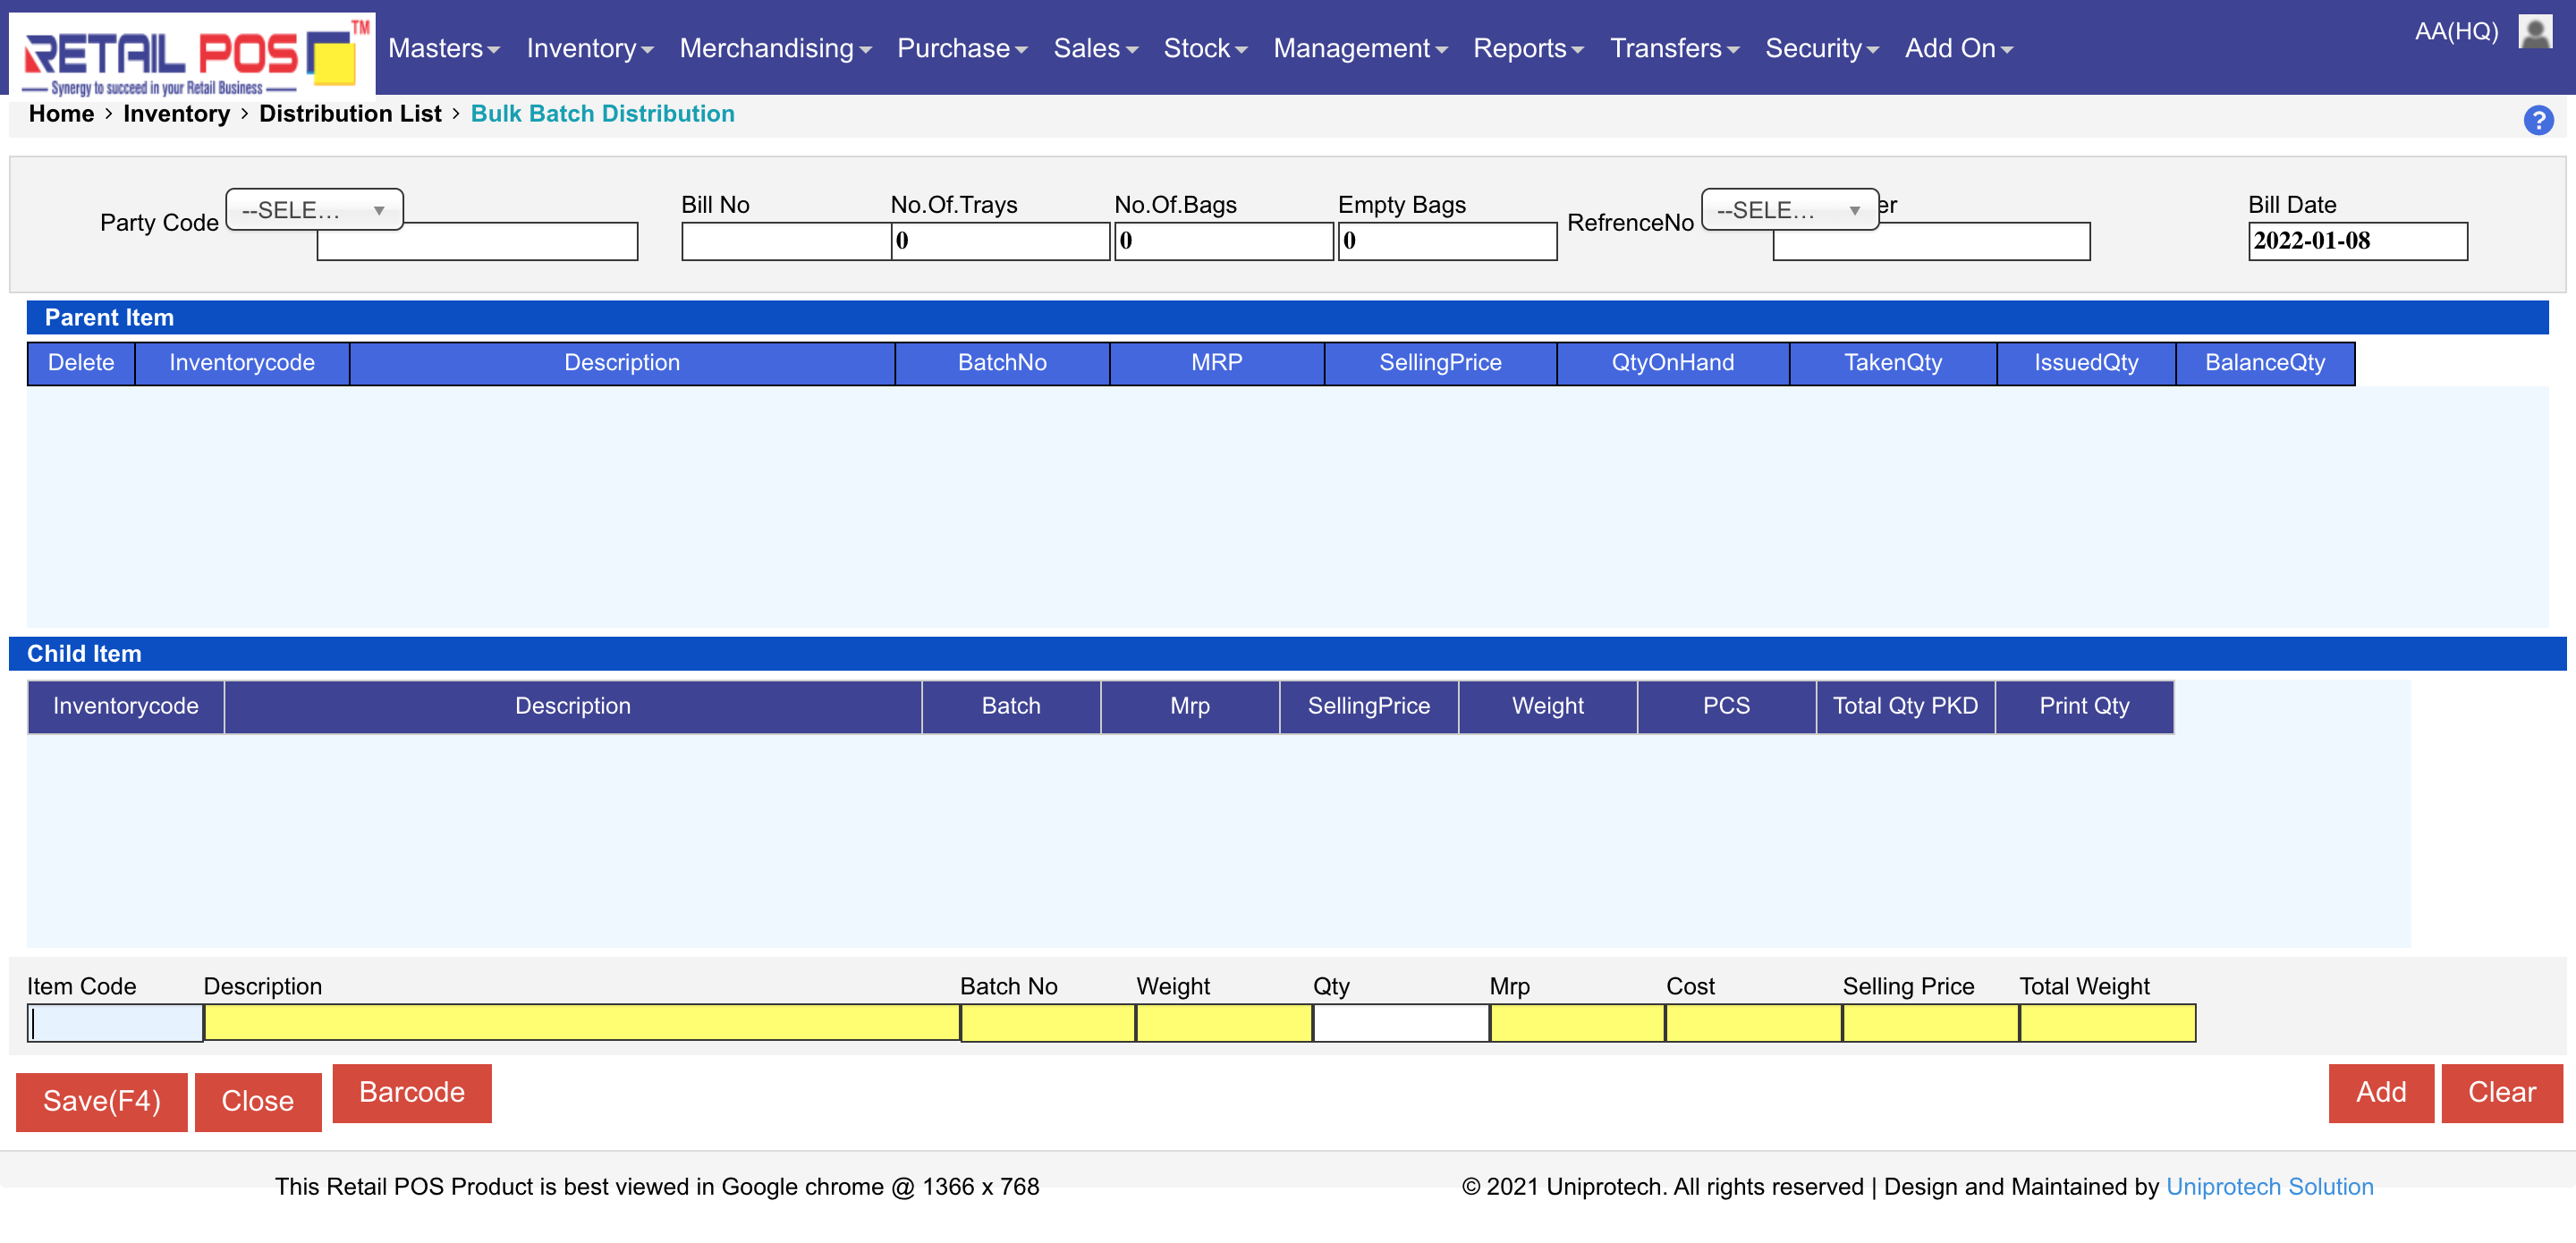 RETAIL POS TM
Synergy to succeed in your Retail Business
Masters Inventory Merchandising Purchase Sales Stock Management Reports Transfers Security Add On
AA(HQ)
Home > Inventory > Distribution List > Bulk Batch Distribution
?
Party Code --SELE... Bill No No.Of.Trays No.Of.Bags Empty Bags RefrenceNo --SELE... er Bill Date
0 0 0 2022-01-08
Parent Item
Delete Inventorycode Description BatchNo MRP SellingPrice QtyOnHand TakenQty IssuedQty BalanceQty
Child Item
Inventorycode Description Batch Mrp SellingPrice Weight PCS Total Qty PKD Print Qty
Item Code Description Batch No Weight Qty Mrp Cost Selling Price Total Weight
Save(F4) Close Barcode Add Clear
This Retail POS Product is best viewed in Google chrome @ 1366 x 768
© 2021 Uniprotech. All rights reserved | Design and Maintained by Uniprotech Solution